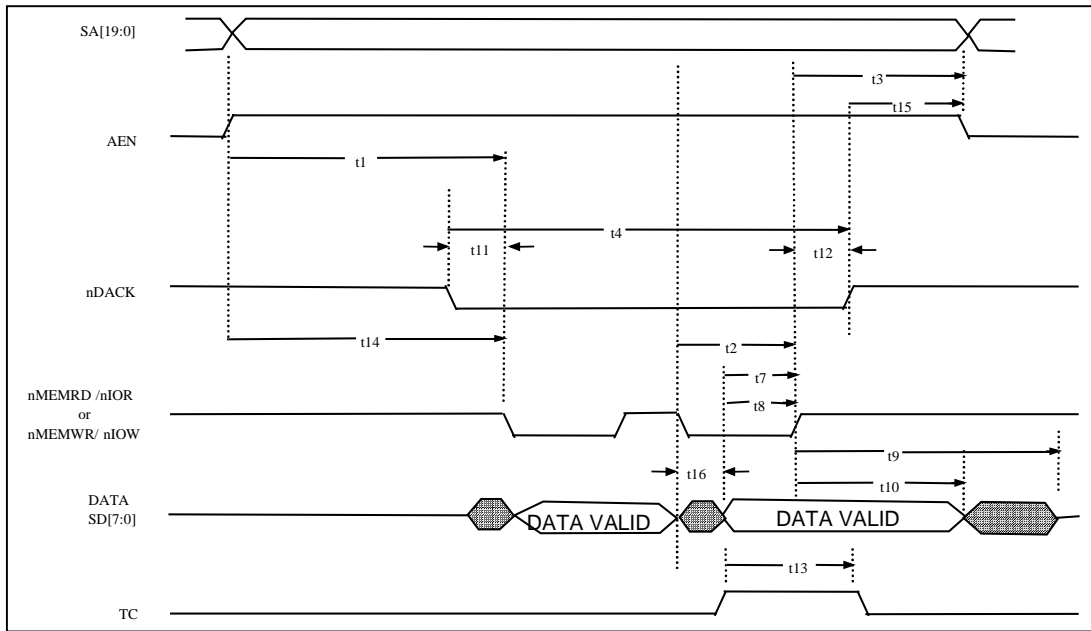 SA[19:0]
t3
t15
AEN
t1
t4
t11
t12
nDACK
t14
t2
t7
nMEMRD /nIOR
t8
or
nMEMWR/ nIOW
t9
t16
t10
DATA
SD[7:0]
DATA VALID
DATA VALID
t13
TC